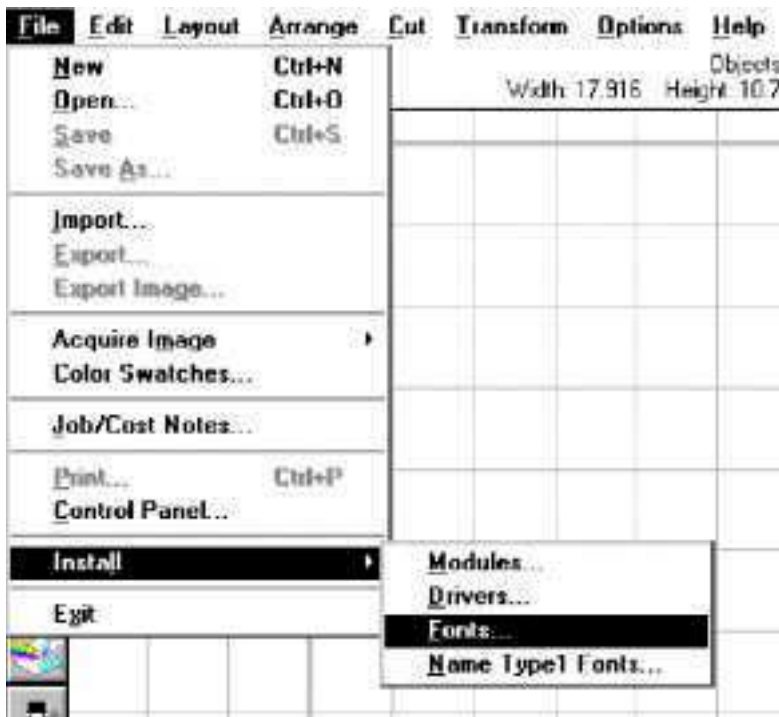 File Edit Layout Arrange Cut Transform Options Help
Objects
Width: 17.916 Height: 10.7
New Ctrl+N
Open... Ctrl+O
Save Ctrl+S
Save As...
Import...
Export...
Export Image...
Acquire Image
Color Swatches...
Job/Cost Notes...
Print... Ctrl+P
Control Panel...
Install
Modules...
Drivers...
Exit
Fonts...
Name Type1 Fonts...